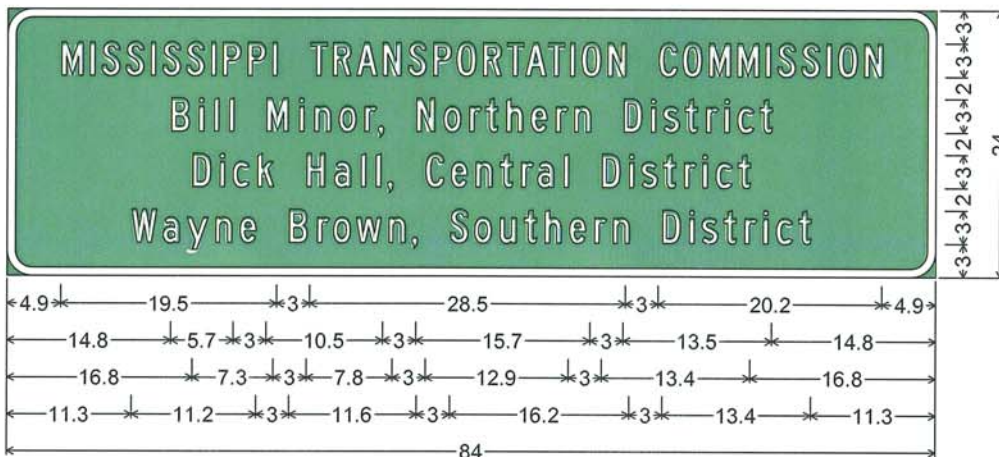 MISSISSIPPI TRANSPORTATION COMMISSION
Bill Minor, Northern District
Dick Hall, Central District
Wayne Brown, Southern District
3 3 2 3 2 3 2 3 3
24
4.9 19.5 3 28.5 3 20.2 4.9
14.8 5.7 3 10.5 3 15.7 3 13.5 14.8
16.8 7.3 3 7.8 3 12.9 3 13.4 16.8
11.3 11.2 3 11.6 3 16.2 3 13.4 11.3
84